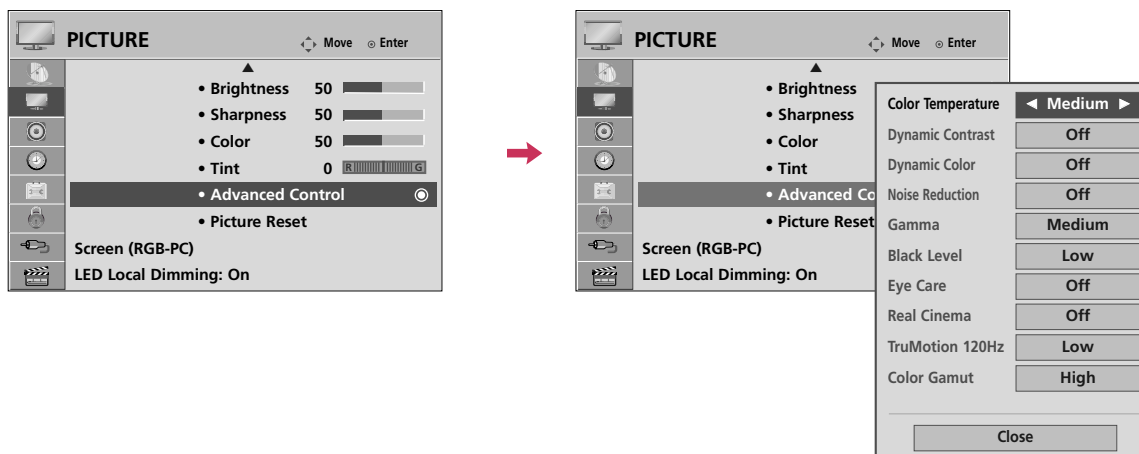 PICTURE
Move
Enter
• Brightness 50
• Sharpness 50
• Color 50
• Tint 0 R G
• Advanced Control
• Picture Reset
Screen (RGB-PC)
LED Local Dimming: On
PICTURE
Move
Enter
• Brightness
• Sharpness
• Color
• Tint
• Advanced Co
• Picture Reset
Screen (RGB-PC)
LED Local Dimming: On
Color Temperature ◄ Medium ►
Dynamic Contrast Off
Dynamic Color Off
Noise Reduction Off
Gamma Medium
Black Level Low
Eye Care Off
Real Cinema Off
TruMotion 120Hz Low
Color Gamut High
Close